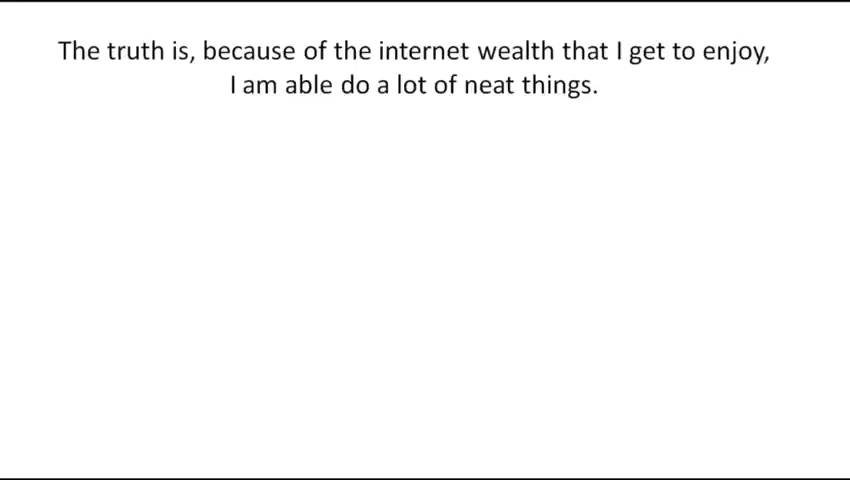 The truth is, because of the internet wealth that I get to enjoy,
I am able do a lot of neat things.